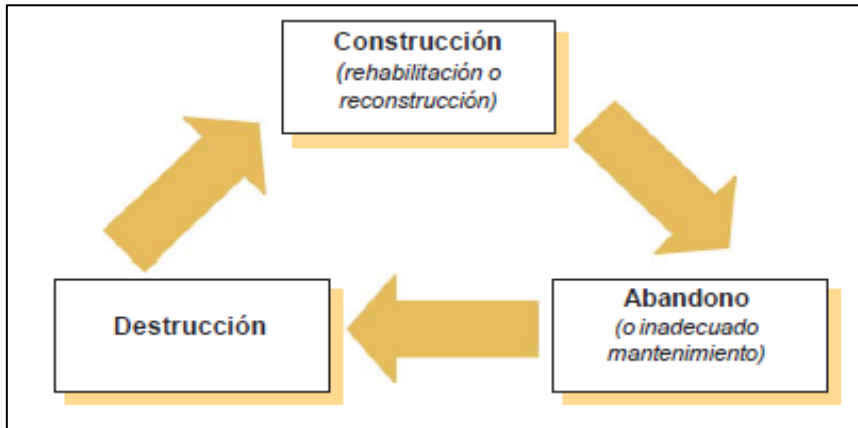 Construcción
(rehabilitación o
reconstrucción)
Destrucción
Abandono
(o inadecuado
mantenimiento)